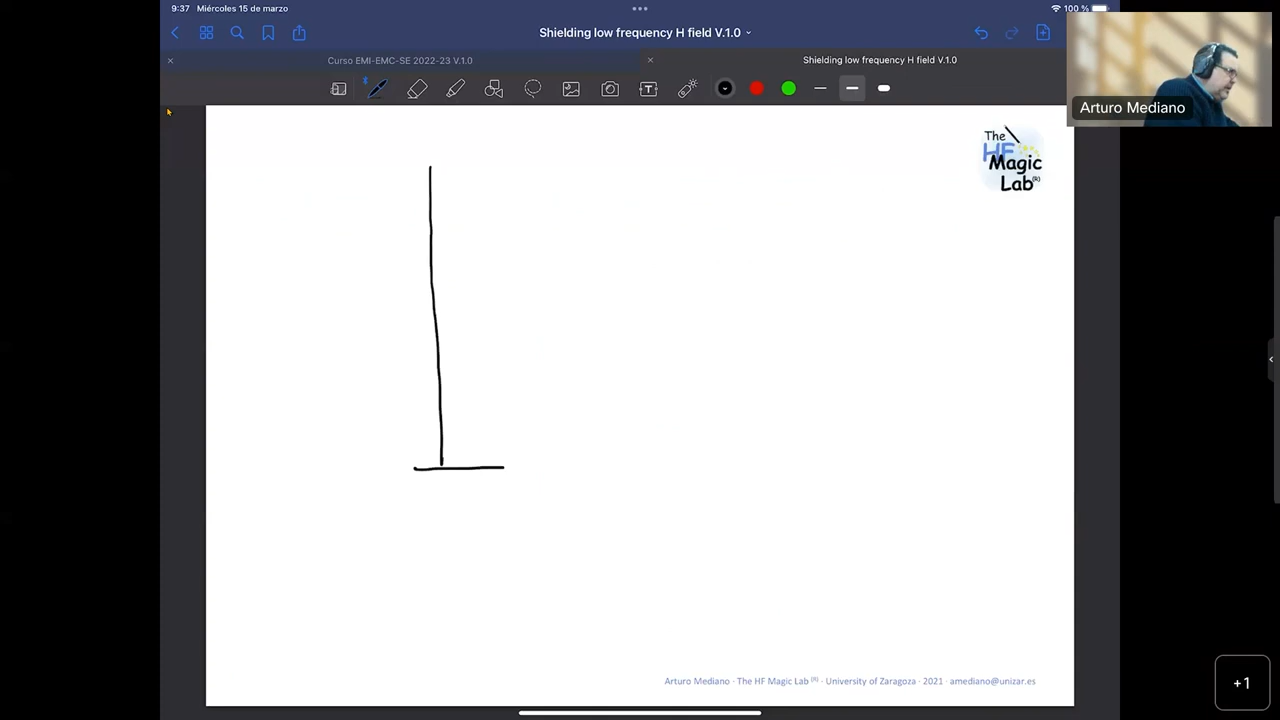 9:37 Miércoles 15 de marzo
100 %
Shielding low frequency H field V.1.0
Curso EMI-EMC-SE 2022-23 V.1.0
Shielding low frequency H field V.1.0
T
Arturo Mediano
The
HF
Magic
Lab(R)
Arturo Mediano · The HF Magic Lab (R) · University of Zaragoza · 2021 · amediano@unizar.es
+1